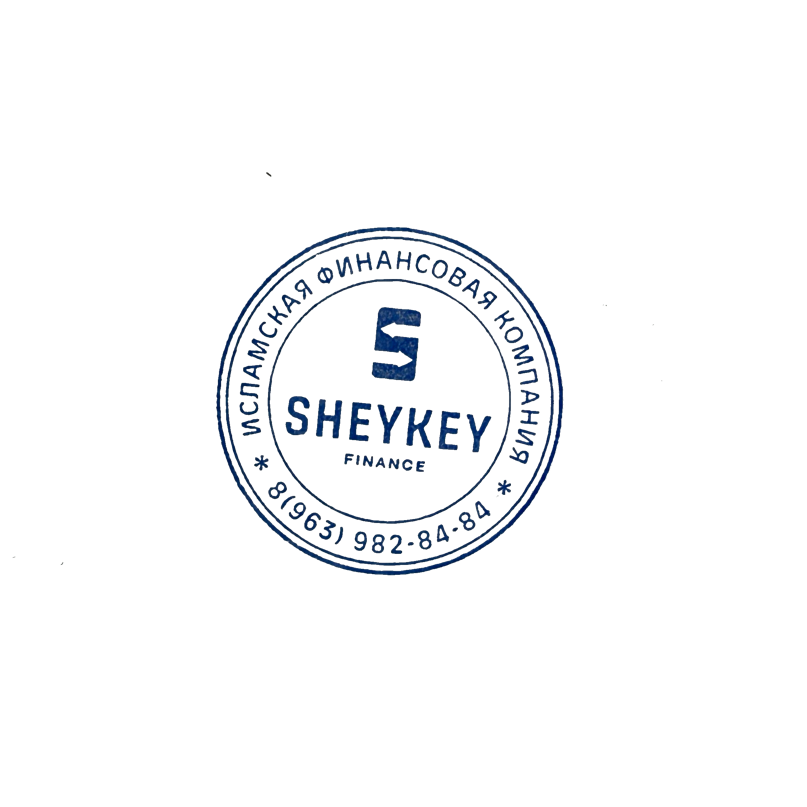 ИСЛАМСКАЯ ФИНАНСОВАЯ КОМПАНИЯ
SHEYKEY
FINANCE
* 8(963) 982-84-84 *